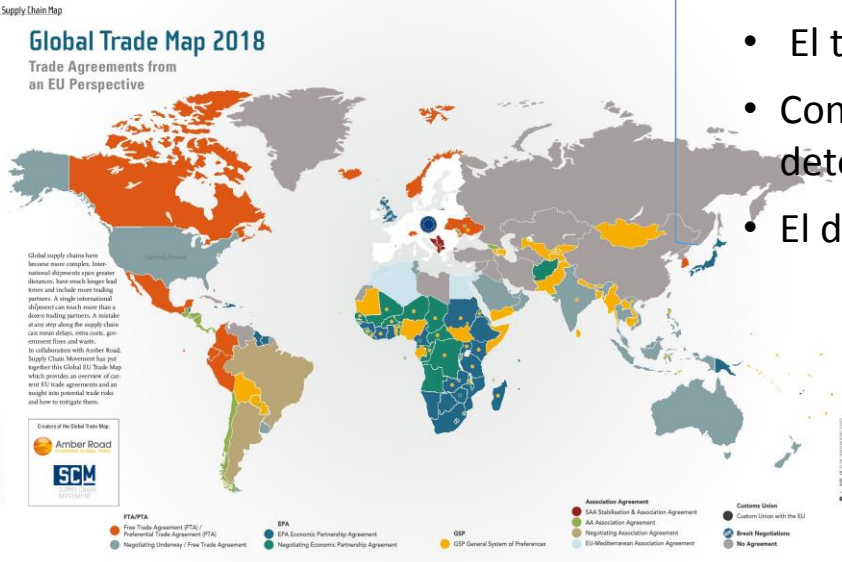 Supply Chain Map
Global Trade Map 2018
Trade Agreements from
an EU Perspective
Global supply chains have
become more complex. Inter-
national shipments span greater
distances, have much longer lead
times and include more trading
partners. A single international
shipment can touch more than a
dozen trading partners. A mistake
at any step along the supply chain
can mean delays, extra costs, gov-
ernment fines and waste.
In collaboration with Amber Road,
Supply Chain Movement has put
together this Global EU Trade Map
which provides an overview of cur-
rent EU trade agreements and an
insight into potential trade risks
and how to mitigate them.
Currently Paused
Creators of the Global Trade Map:
Amber Road
POWERING GLOBAL TRADE
SCM
SUPPLY CHAIN
MOVEMENT
FTA/PTA
Free Trade Agreement (FTA) /
Preferential Trade Agreement (PTA)
Negotiating Underway / Free Trade Agreement
EPA
EPA Economic Partnership Agreement
Negotiating Economic Partnership Agreement
GSP
GSP General System of Preferences
Association Agreement
SAA Stabilisation & Association Agreement
AA Association Agreement
Negotiating Association Agreement
EU-Mediterranean Association Agreement
Customs Union
Custom Union with the EU
Brexit Negotiations
No Agreement
• El t
• Con
dete
• El d